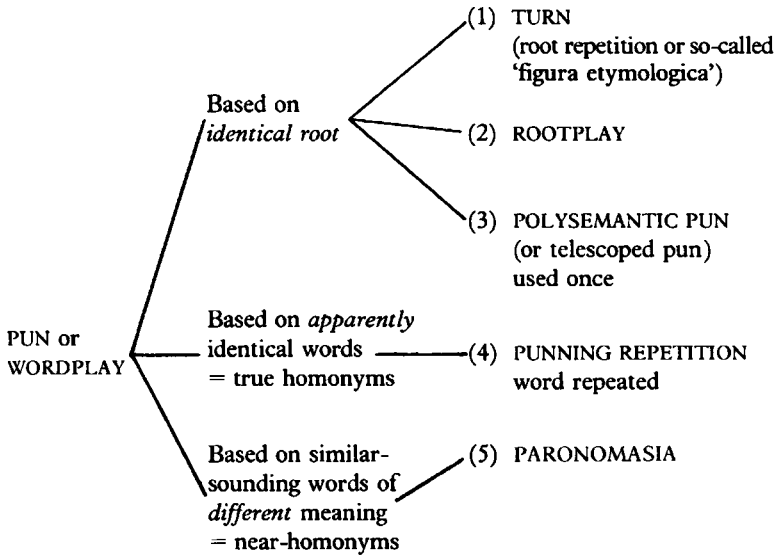 PUN or
WORDPLAY
Based on
identical root
(1) TURN
(root repetition or so-called
‘figura etymologica’)
(2) ROOTPLAY
(3) POLYSEMANTIC PUN
(or telescoped pun)
used once
Based on apparently
identical words
= true homonyms
(4) PUNNING REPETITION
word repeated
Based on similar-
sounding words of
different meaning
= near-homonyms
(5) PARONOMASIA